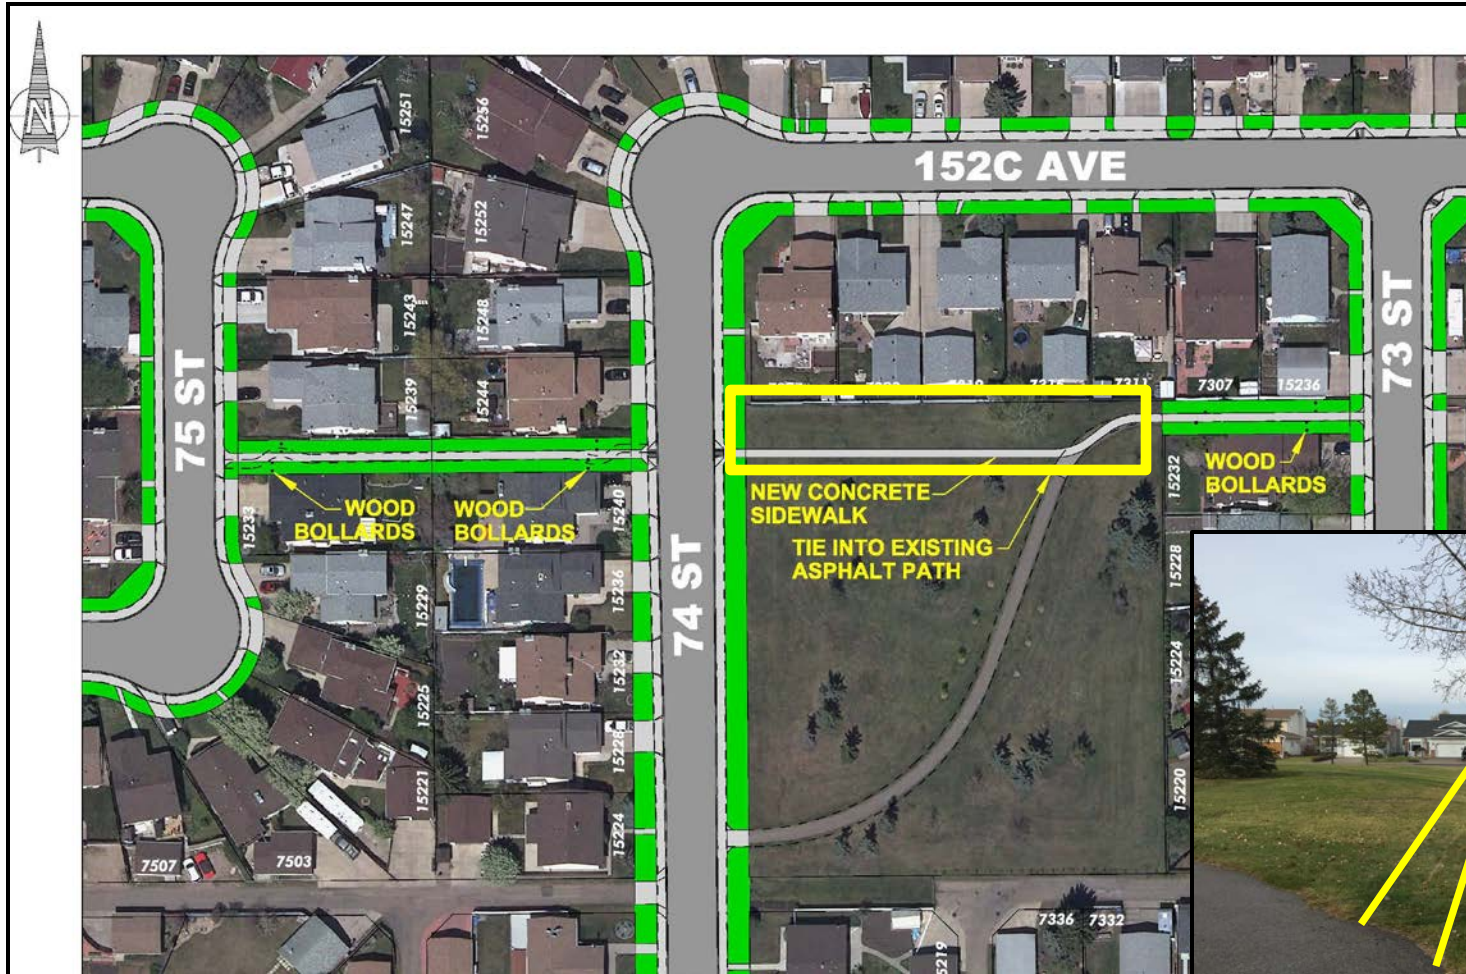 N
152C AVE
75 ST
74 ST
73 ST
15251
15256
15247
15252
15243
15248
15239
15244
7311
7307
15236
WOOD
BOLLARDS
WOOD
BOLLARDS
NEW CONCRETE
SIDEWALK
TIE INTO EXISTING
ASPHALT PATH
WOOD
BOLLARDS
15233
15240
15232
15229
15236
15228
15225
15232
15224
15221
15228
15220
15224
7507
7503
7336
7332